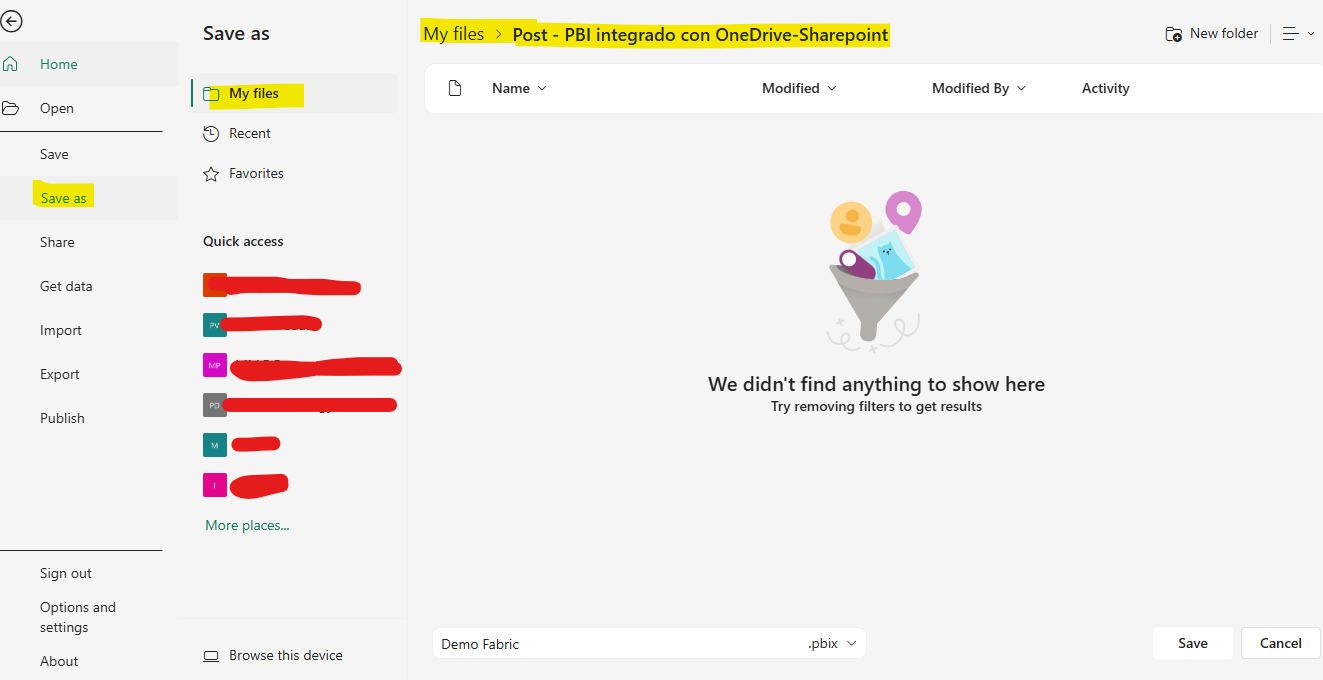 Home
Open
Save
Save as
Share
Get data
Import
Export
Publish
Sign out
Options and
settings
About
Save as
My files
Recent
Favorites
Quick access
PV
MP
PD
M
I
More places...
Browse this device
My files > Post - PBI integrado con OneDrive-Sharepoint
New folder
Name Modified Modified By Activity
We didn't find anything to show here
Try removing filters to get results
Demo Fabric .pbix
Save Cancel